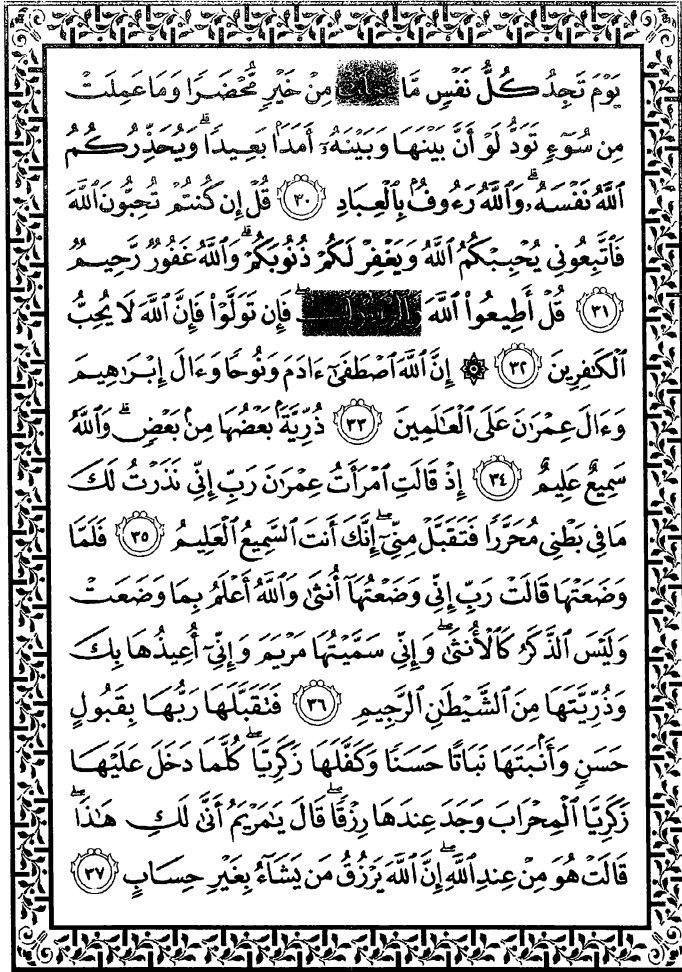 يَوْمَ تَجِدُ كُلُّ نَفْسٍ مَّا مِنْ خَيْرٍ مُّحْضَرًا وَمَا عَمِلَتْ
مِن سُوٓءٍ تَوَدُّ لَوْ أَنَّ بَيْنَهَا وَبَيْنَهُۥٓ أَمَدًۢا بَعِيدًا ۗ وَيُحَذِّرُكُمُ
ٱللَّهُ نَفْسَهُۥ ۗ وَٱللَّهُ رَءُوفٌۢ بِٱلْعِبَادِ ٣٠ قُلْ إِن كُنتُمْ تُحِبُّونَ ٱللَّهَ
فَٱتَّبِعُونِى يُحْبِبْكُمُ ٱللَّهُ وَيَغْفِرْ لَكُمْ ذُنُوبَكُمْ ۗ وَٱللَّهُ غَفُورٌ رَّحِيمٌ
٣١ قُلْ أَطِيعُوا۟ ٱللَّهَ ۖ فَإِن تَوَلَّوْا۟ فَإِنَّ ٱللَّهَ لَا يُحِبُّ
ٱلْكَٰفِرِينَ ٣٢ ۞ إِنَّ ٱللَّهَ ٱصْطَفَىٰٓ ءَادَمَ وَنُوحًا وَءَالَ إِبْرَٰهِيمَ
وَءَالَ عِمْرَٰنَ عَلَى ٱلْعَٰلَمِينَ ٣٣ ذُرِّيَّةًۢ بَعْضُهَا مِنۢ بَعْضٍ ۗ وَٱللَّهُ
سَمِيعٌ عَلِيمٌ ٣٤ إِذْ قَالَتِ ٱمْرَأَتُ عِمْرَٰنَ رَبِّ إِنِّى نَذَرْتُ لَكَ
مَا فِى بَطْنِى مُحَرَّرًا فَتَقَبَّلْ مِنِّىٓ ۖ إِنَّكَ أَنتَ ٱلسَّمِيعُ ٱلْعَلِيمُ ٣٥ فَلَمَّا
وَضَعَتْهَا قَالَتْ رَبِّ إِنِّى وَضَعْتُهَآ أُنثَىٰ وَٱللَّهُ أَعْلَمُ بِمَا وَضَعَتْ
وَلَيْسَ ٱلذَّكَرُ كَٱلْأُنثَىٰ ۖ وَإِنِّى سَمَّيْتُهَا مَرْيَمَ وَإِنِّىٓ أُعِيذُهَا بِكَ
وَذُرِّيَّتَهَا مِنَ ٱلشَّيْطَٰنِ ٱلرَّجِيمِ ٣٦ فَتَقَبَّلَهَا رَبُّهَا بِقَبُولٍ
حَسَنٍ وَأَنۢبَتَهَا نَبَاتًا حَسَنًا وَكَفَّلَهَا زَكَرِيَّا ۖ كُلَّمَا دَخَلَ عَلَيْهَا
زَكَرِيَّا ٱلْمِحْرَابَ وَجَدَ عِندَهَا رِزْقًا ۖ قَالَ يَٰمَرْيَمُ أَنَّىٰ لَكِ هَٰذَا ۖ
قَالَتْ هُوَ مِنْ عِندِ ٱللَّهِ ۖ إِنَّ ٱللَّهَ يَرْزُقُ مَن يَشَآءُ بِغَيْرِ حِسَابٍ ٣٧